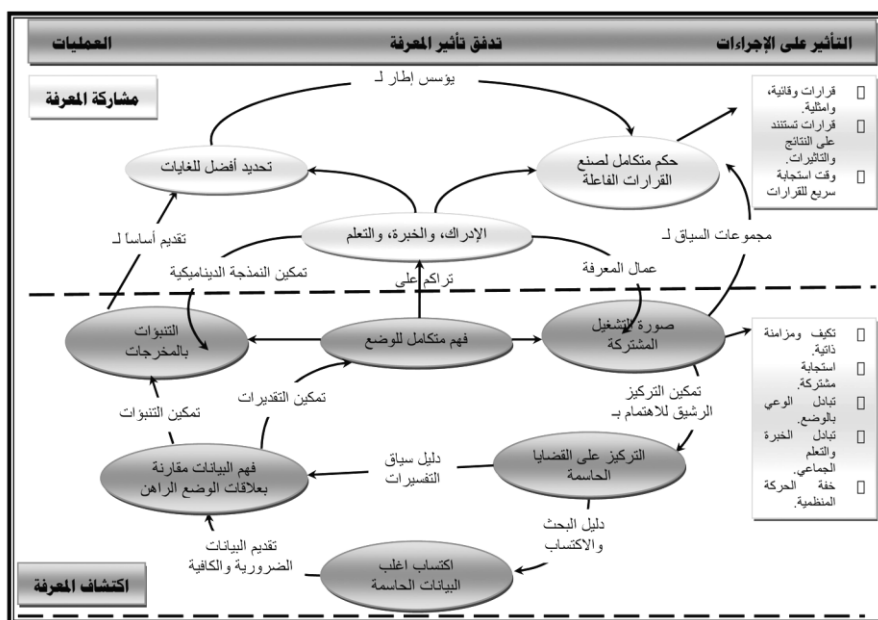 التأثير على الإجراءات
تدفق تأثير المعرفة
العمليات
مشاركة المعرفة
يؤسس إطار لـ
قرارات وقائية،
وامثلية.
قرارات تستند
على النتائج
والتاثيرات.
وقت استجابة
سريع للقرارات
حكم متكامل لصنع
القرارات الفاعلة
تحديد أفضل للغايات
الإدراك، والخبرة، والتعلم
مجموعات السياق لـ
تقديم أساساً لـ
عمال المعرفة
تراكم على
تمكين النمذجة الديناميكية
صورة التشغيل
المشتركة
فهم متكامل للوضع
التنبؤات
بالمخرجات
تكيف ومزامنة
ذاتية.
استجابة
مشتركة.
تبادل الوعي
بالوضع.
تبادل الخبرة
والتعلم
الجماعي.
خفة الحركة
المنظمية.
تمكين التركيز
الرشيق للاهتمام بـ
تمكين التقديرات
تمكين التنبؤات
التركيز على القضايا
الحاسمة
دليل سياق
التفسيرات
فهم البيانات مقارنة
بعلاقات الوضع الراهن
دليل البحث
والاكتساب
تقديم البيانات
الضرورية والكافية
اكتساب اغلب
البيانات الحاسمة
اكتشاف المعرفة